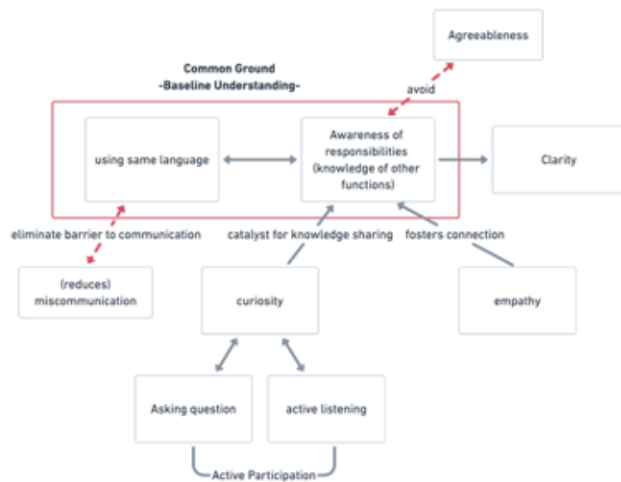 Agreeableness
Common Ground
-Baseline Understanding-
avoid
using same language
Awareness of
responsibilities
(knowledge of other
functions)
Clarity
eliminate barrier to communication
catalyst for knowledge sharing
fosters connection
(reduces)
miscommunication
curiosity
empathy
Asking question
active listening
Active Participation